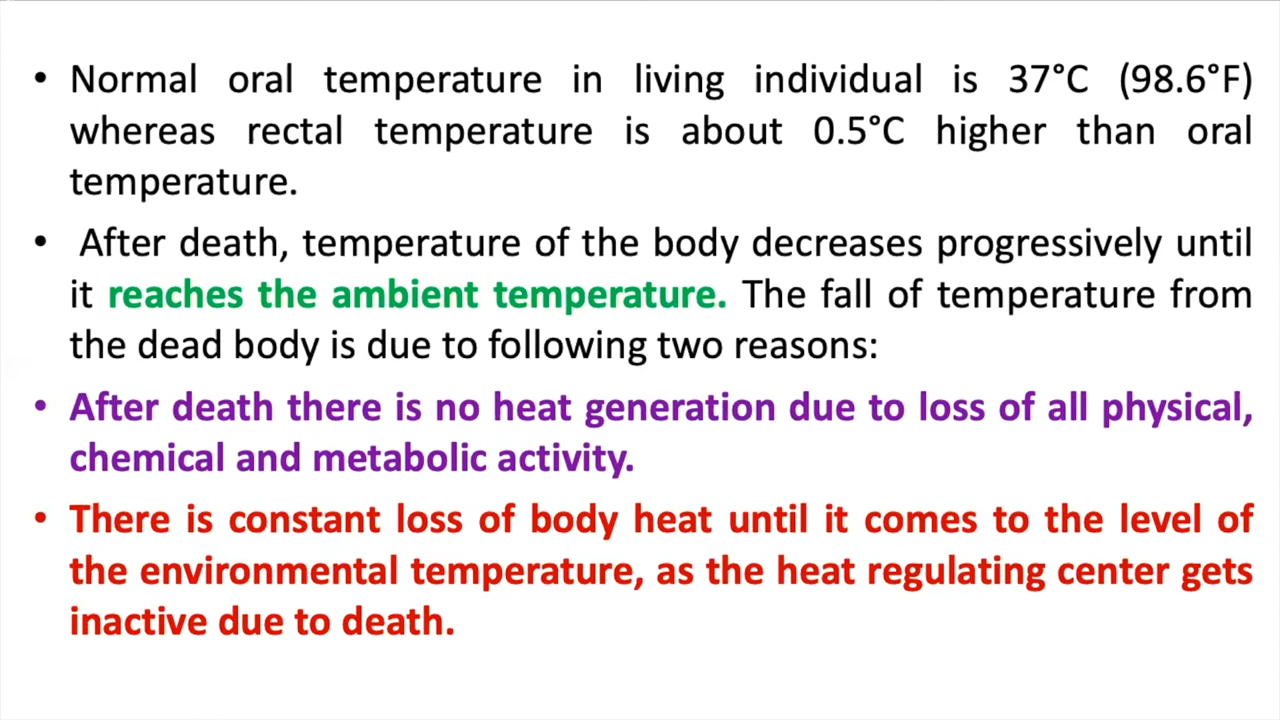 • Normal oral temperature in living individual is 37°C (98.6°F)
whereas rectal temperature is about 0.5°C higher than oral
temperature.
• After death, temperature of the body decreases progressively until
it reaches the ambient temperature. The fall of temperature from
the dead body is due to following two reasons:
• After death there is no heat generation due to loss of all physical,
chemical and metabolic activity.
• There is constant loss of body heat until it comes to the level of
the environmental temperature, as the heat regulating center gets
inactive due to death.